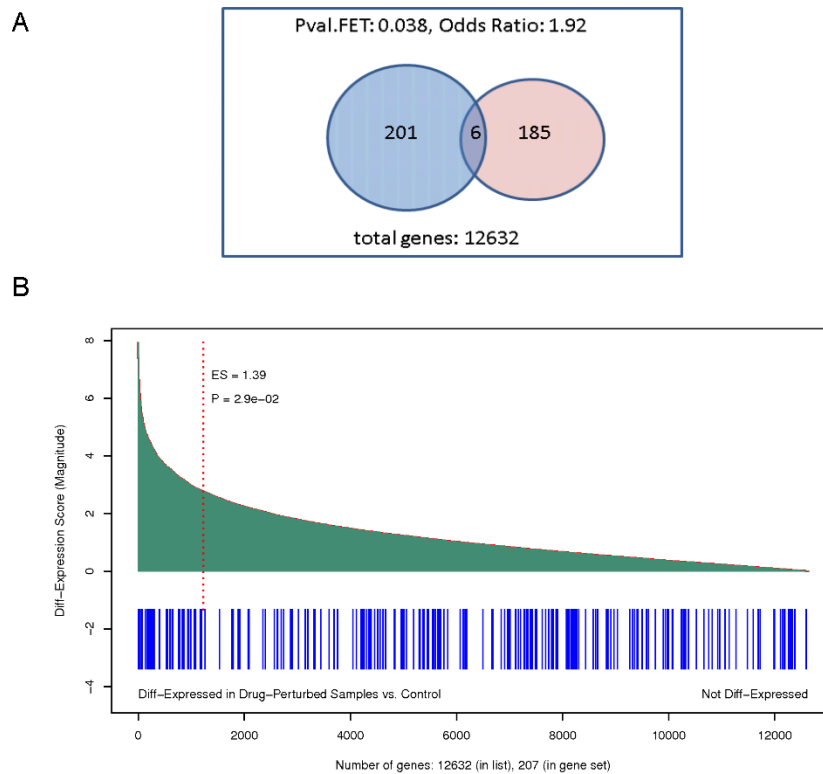 A
Pval.FET: 0.038, Odds Ratio: 1.92
201 6 185
total genes: 12632
B
Diff-Expression Score (Magnitude)
8
6
4
2
0
-2
-4
ES = 1.39
P = 2.9e-02
Diff-Expressed in Drug-Perturbed Samples vs. Control
Not Diff-Expressed
0 2000 4000 6000 8000 10000 12000
Number of genes: 12632 (in list), 207 (in gene set)